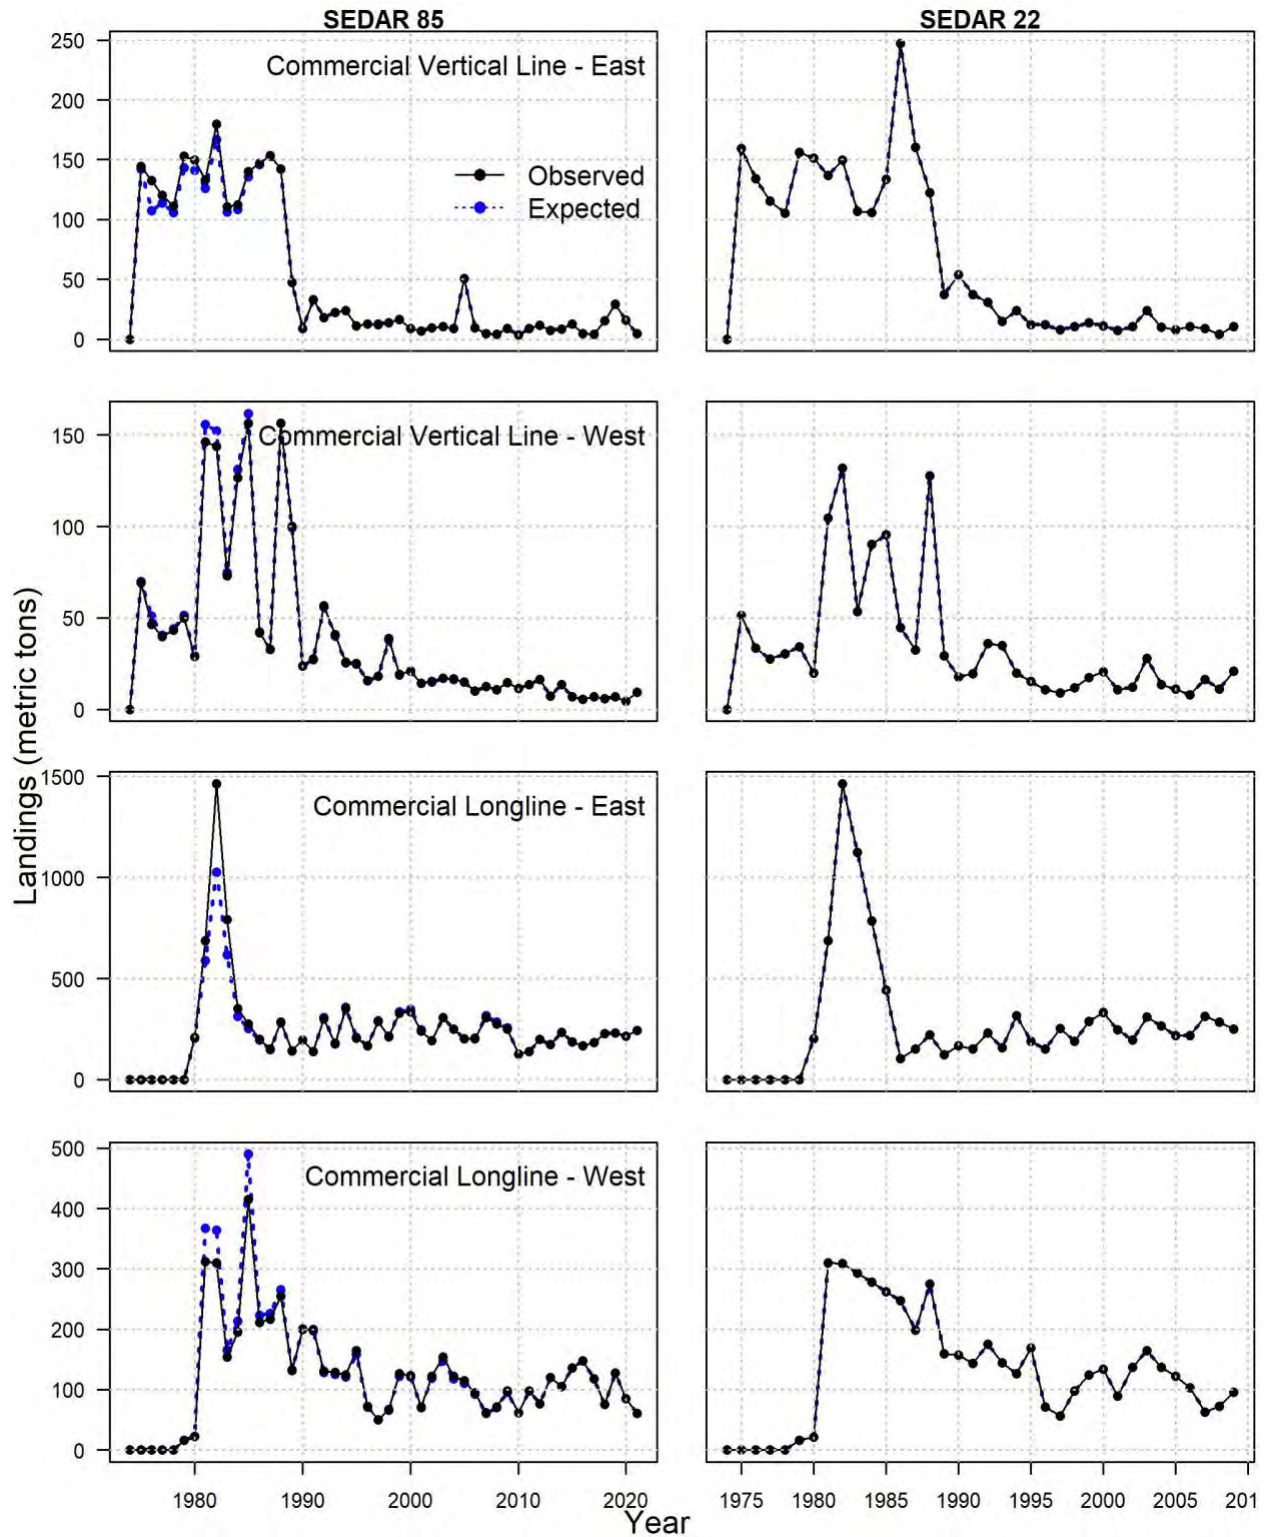 SEDAR 85 SEDAR 22
Commercial Vertical Line - East
Observed
Expected
250
200
150
100
50
0
Commercial Vertical Line - West
150
100
50
0
Commercial Longline - East
1500
1000
500
0
Commercial Longline - West
500
400
300
200
100
0
Landings (metric tons)
1980 1990 2000 2010 2020
1975 1980 1985 1990 1995 2000 2005 201
Year